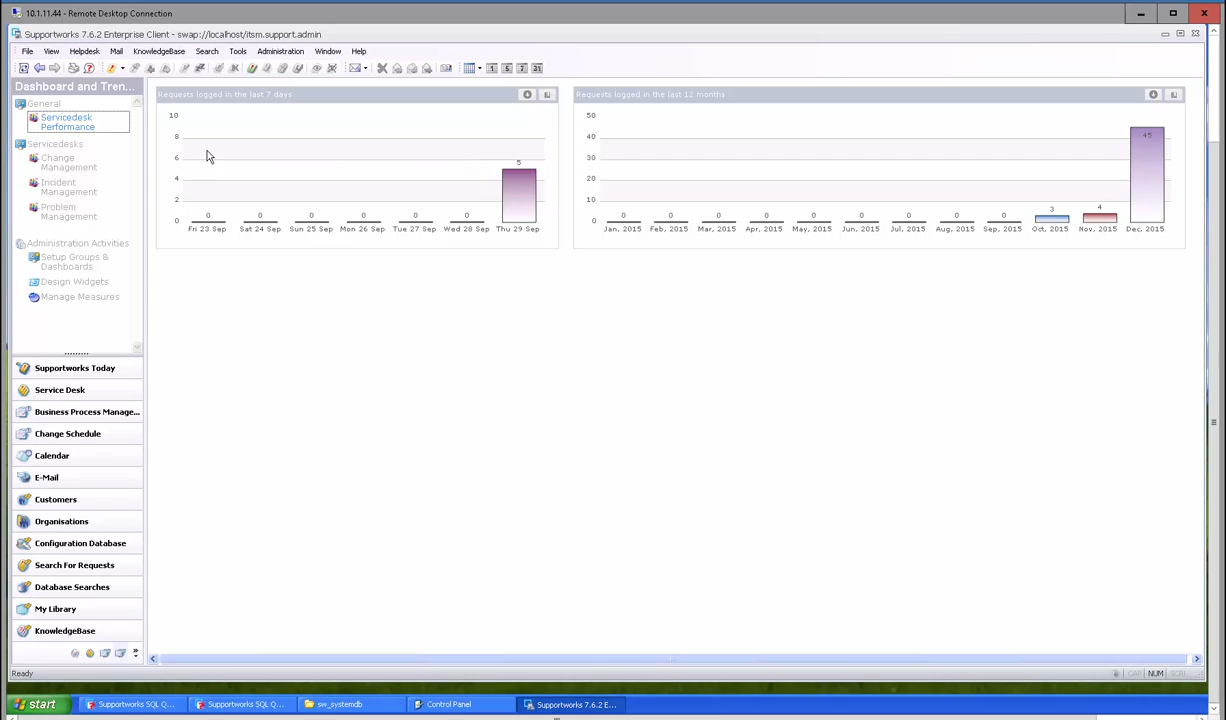 10.1.11.44 - Remote Desktop Connection
Supportworks 7.6.2 Enterprise Client - swap://localhost/itsm.support.admin
File View Helpdesk Mail KnowledgeBase Search Tools Administration Window Help
1 5 7 31
Dashboard and Tren...
General
Servicedesk
Performance
Servicedesks
Change
Management
Incident
Management
Problem
Management
Administration Activities
Setup Groups &
Dashboards
Design Widgets
Manage Measures
Supportworks Today
Service Desk
Business Process Manage...
Change Schedule
Calendar
E-Mail
Customers
Organisations
Configuration Database
Search For Requests
Database Searches
My Library
KnowledgeBase
Requests logged in the last 7 days
10
8
6
4
2
0
5
0 0 0 0 0 0
Fri 23 Sep Sat 24 Sep Sun 25 Sep Mon 26 Sep Tue 27 Sep Wed 28 Sep Thu 29 Sep
Requests logged in the last 12 months
50
40
30
20
10
0
45
0 0 0 0 0 0 0 0 0 3 4
Jan, 2015 Feb, 2015 Mar, 2015 Apr, 2015 May, 2015 Jun, 2015 Jul, 2015 Aug, 2015 Sep, 2015 Oct, 2015 Nov, 2015 Dec, 2015
Ready
CAP NUM SCRL
start Supportworks SQL Q... Supportworks SQL Q... sw_systemdb Control Panel Supportworks 7.6.2 E...